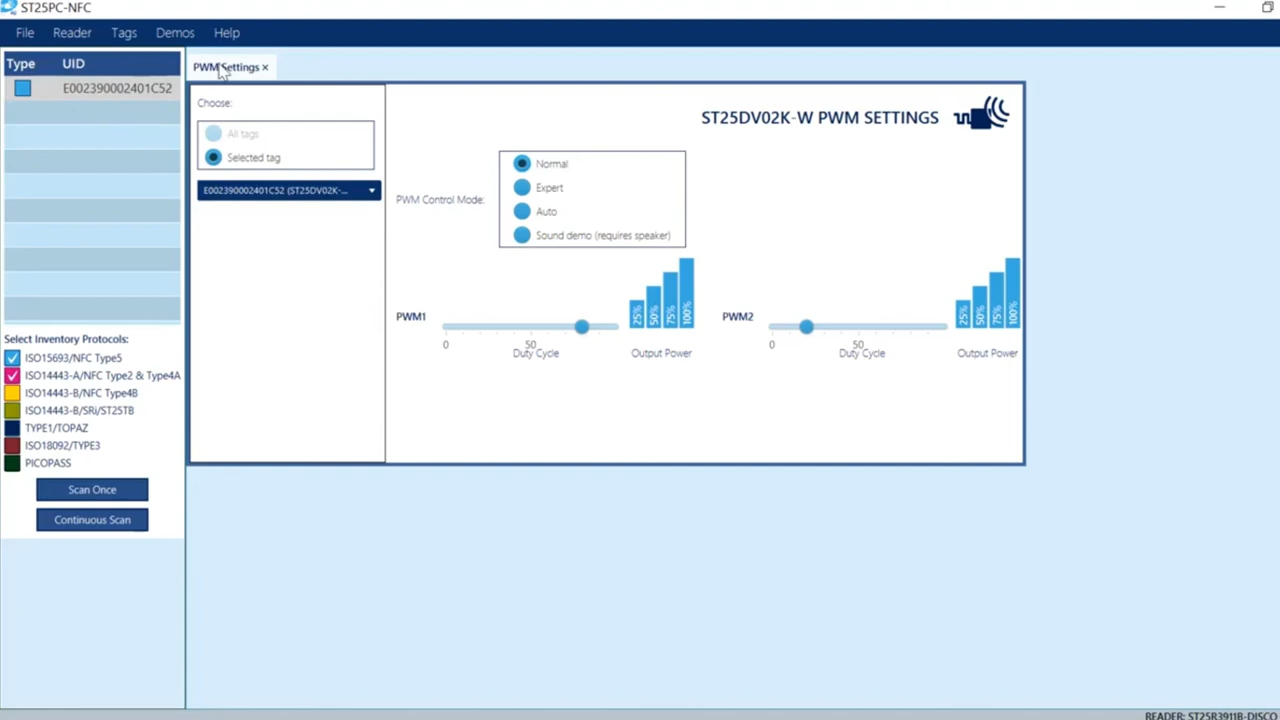 ST25PC-NFC
File Reader Tags Demos Help
Type UID
E002390002401C52
Select Inventory Protocols:
ISO15693/NFC Type5
ISO14443-A/NFC Type2 & Type4A
ISO14443-B/NFC Type4B
ISO14443-B/SRi/ST25TB
TYPE1/TOPAZ
ISO18092/TYPE3
PICOPASS
Scan Once
Continuous Scan
PWM Settings ×
Choose:
All tags
Selected tag
E002390002401C52 (ST25DV02K-...
ST25DV02K-W PWM SETTINGS
PWM Control Mode:
Normal
Expert
Auto
Sound demo (requires speaker)
PWM1
0 50
Duty Cycle
25% 50% 75% 100%
Output Power
PWM2
0 50
Duty Cycle
25% 50% 75% 100%
Output Power
READER: ST25R3911B-DISCO